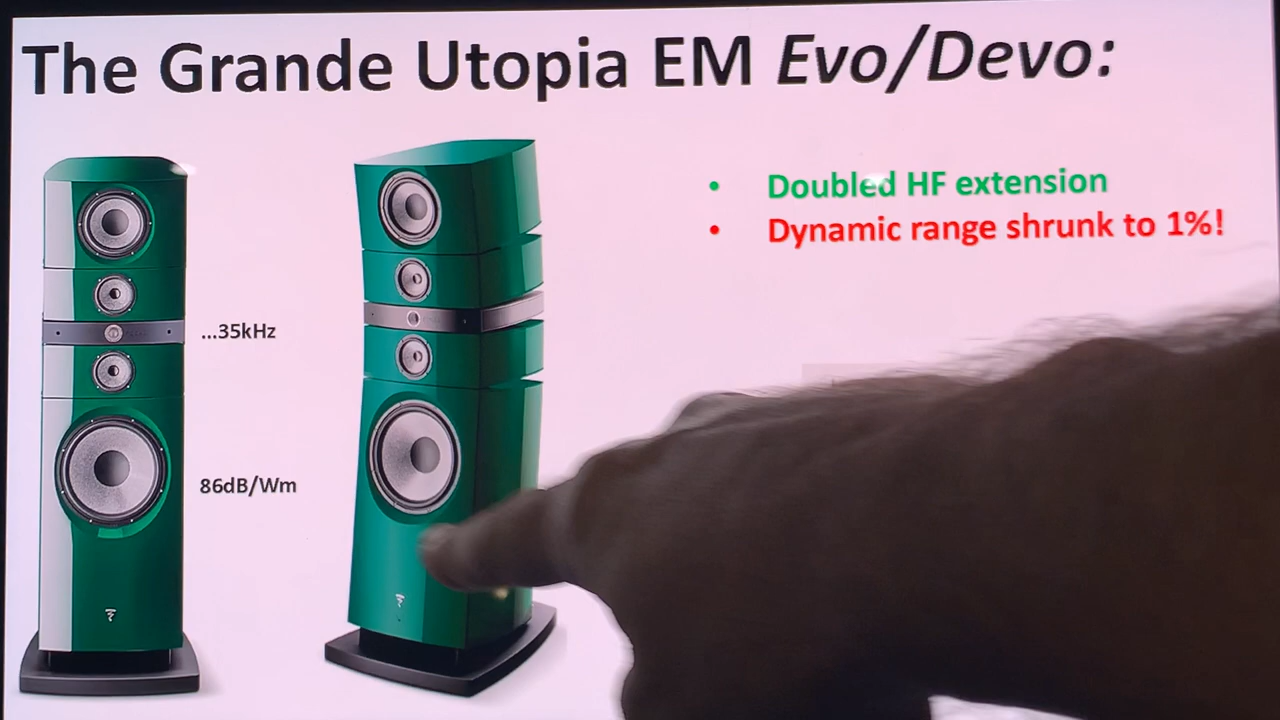 The Grande Utopia EM Evo/Devo:
• Doubled HF extension
• Dynamic range shrunk to 1%!
...35kHz
86dB/Wm